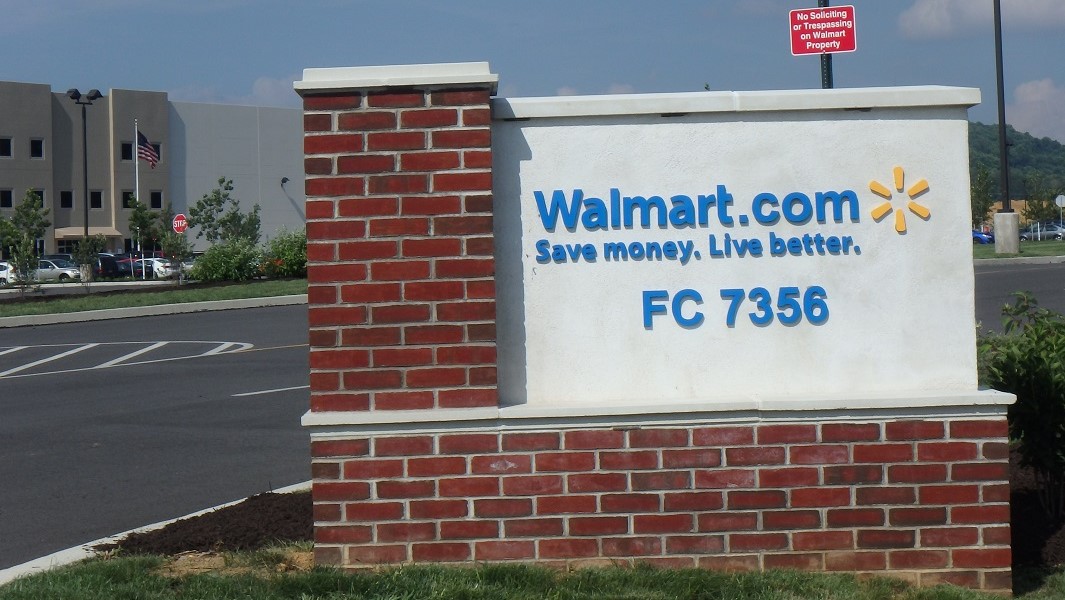 No Soliciting
or Trespassing
on Walmart
Property
Walmart.com
Save money. Live better.
FC 7356
STOP